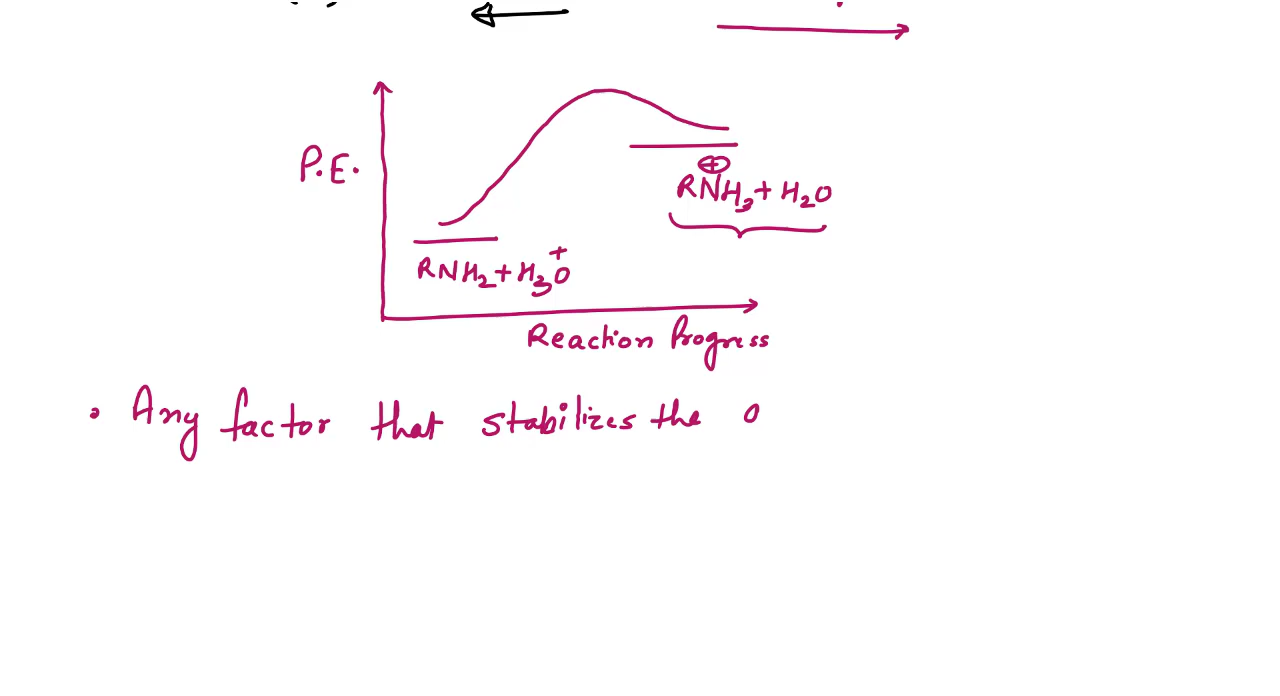 P.E.
⊕
RNH3 + H2O
RNH2 + H3O+
Reaction Progress
• Any factor that stabilizes the a